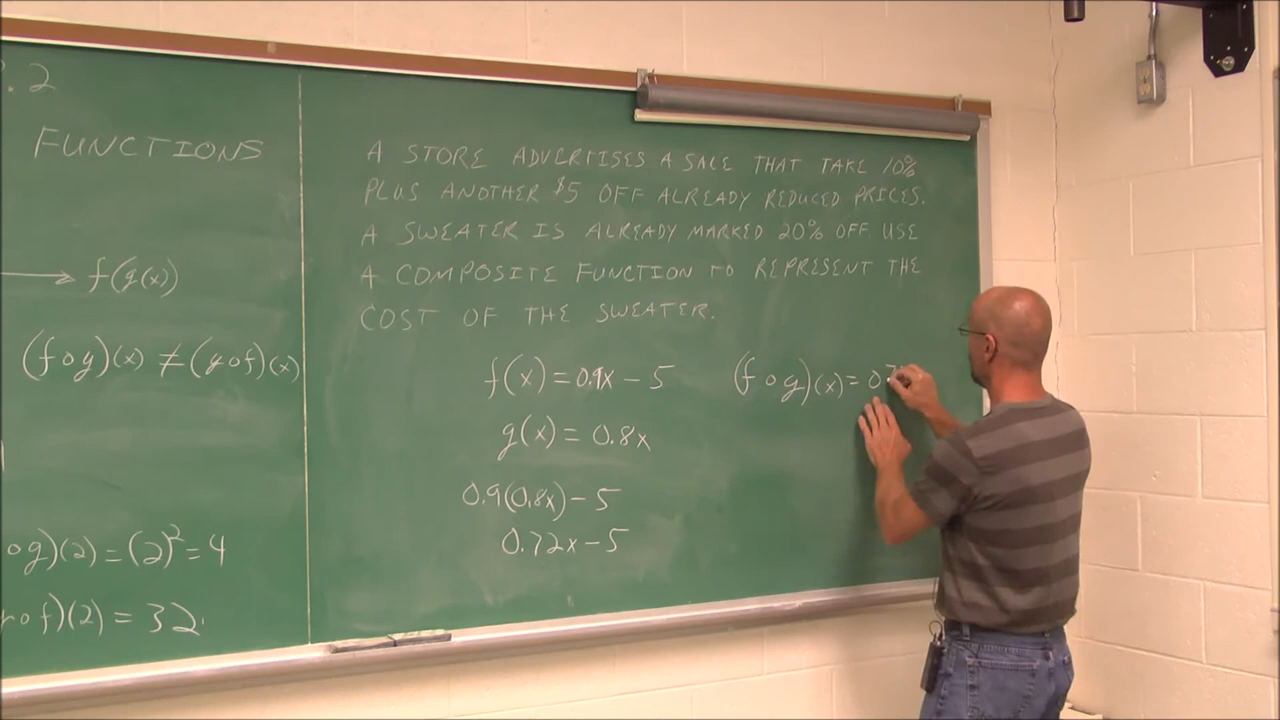 .2
FUNCTIONS
→ f(g(x))
(f o g)(x) ≠ (g o f)(x)
o g)(2) = (2)² = 4
o f)(2) = 32
A STORE ADVERTISES A SALE THAT TAKE 10%
PLUS ANOTHER $5 OFF ALREADY REDUCED PRICES.
A SWEATER IS ALREADY MARKED 20% OFF. USE
A COMPOSITE FUNCTION TO REPRESENT THE
COST OF THE SWEATER.
f(x) = 0.9x - 5
g(x) = 0.8x
0.9(0.8x) - 5
0.72x - 5
(f o g)(x) = 0.7